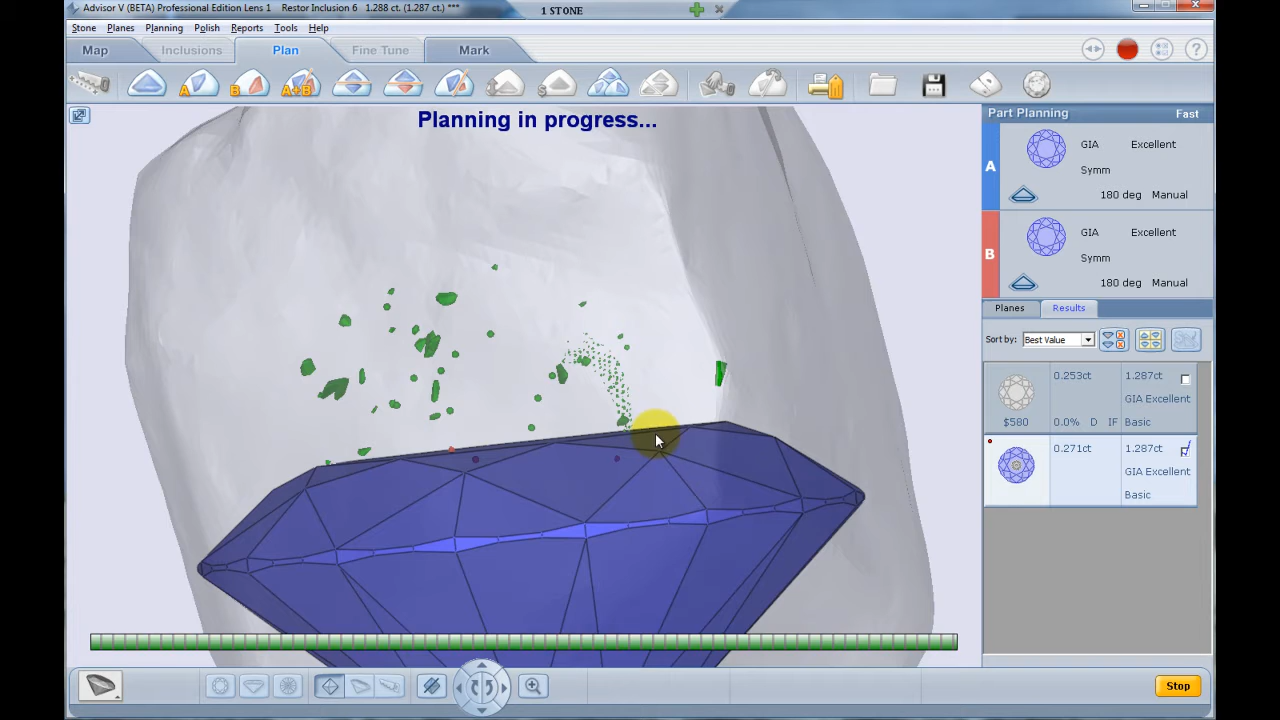 Advisor V (BETA) Professional Edition Lens 1 Restor Inclusion 6 1.288 ct. (1.287 ct.) ***
1 STONE
Stone Planes Planning Polish Reports Tools Help
Map Inclusions Plan Fine Tune Mark
A B A+B S
Planning in progress...
Part Planning Fast
A
GIA Excellent
Symm
180 deg Manual
B
GIA Excellent
Symm
180 deg Manual
Planes Results
Sort by: Best Value
0.253ct 1.287ct
GIA Excellent
$580 0.0% D IF Basic
0.271ct 1.287ct
GIA Excellent
Basic
Stop